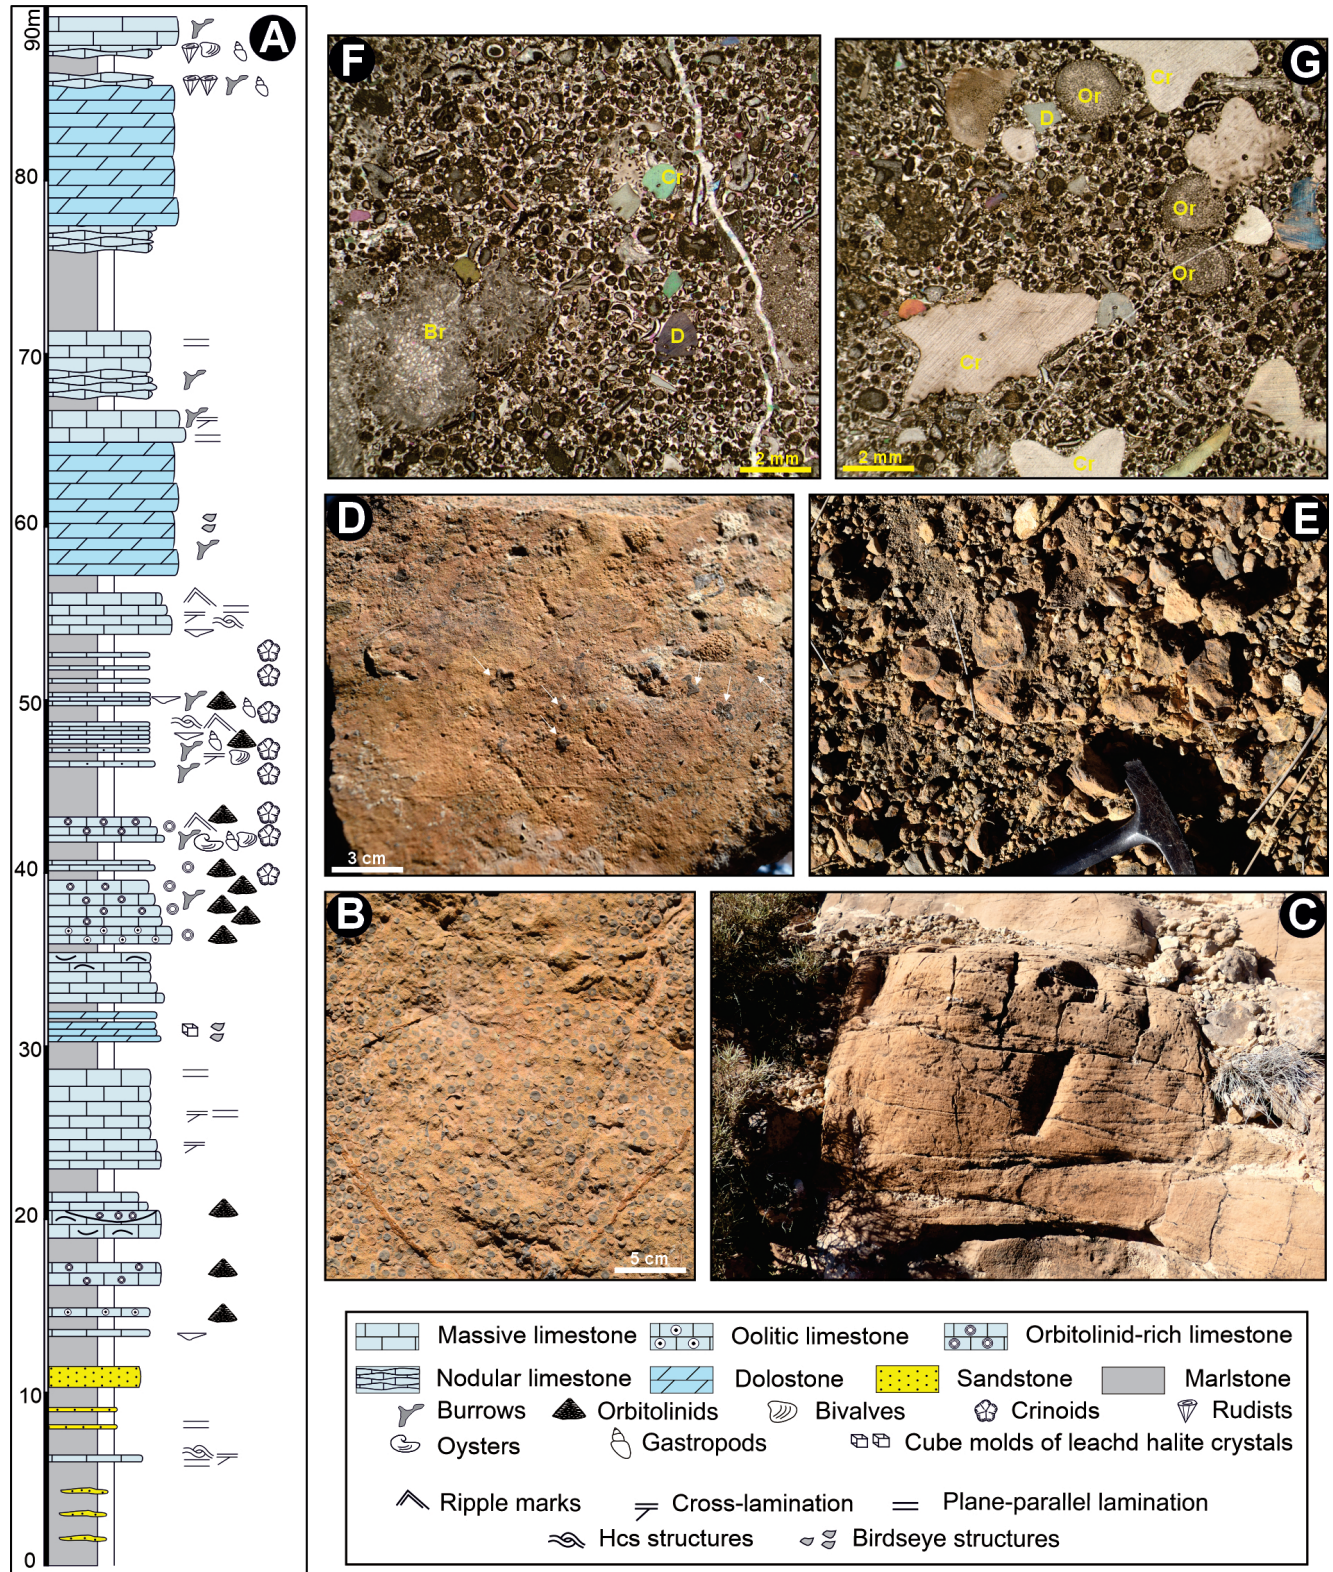 90m
A
80
70
60
50
40
30
20
10
0
F
Cr
Br
D
2 mm
G
Cr
Or
D
Or
Or
Cr
Cr
2 mm
D
3 cm
E
B
5 cm
C
Massive limestone
Oolitic limestone
Orbitolinid-rich limestone
Nodular limestone
Dolostone
Sandstone
Marlstone
Burrows
Orbitolinids
Bivalves
Crinoids
Rudists
Oysters
Gastropods
Cube molds of leachd halite crystals
Ripple marks
Cross-lamination
Plane-parallel lamination
Hcs structures
Birdseye structures